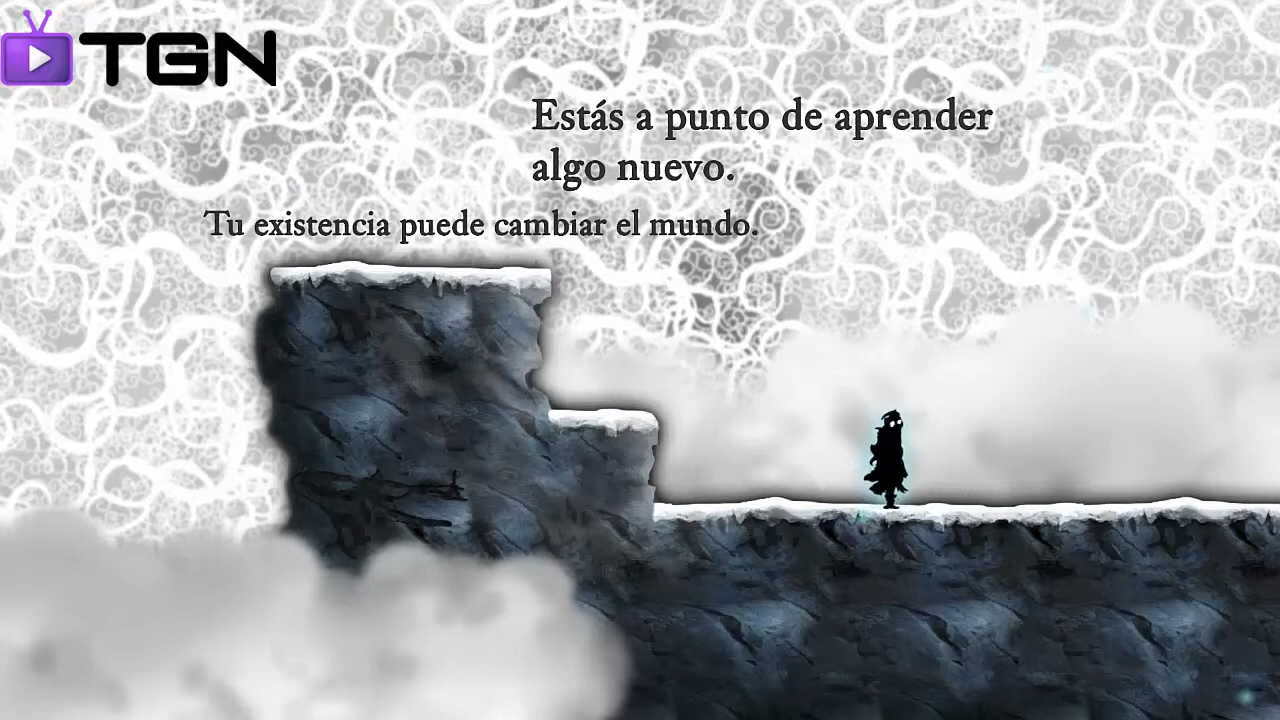 TGN
Estás a punto de aprender
algo nuevo.
Tu existencia puede cambiar el mundo.